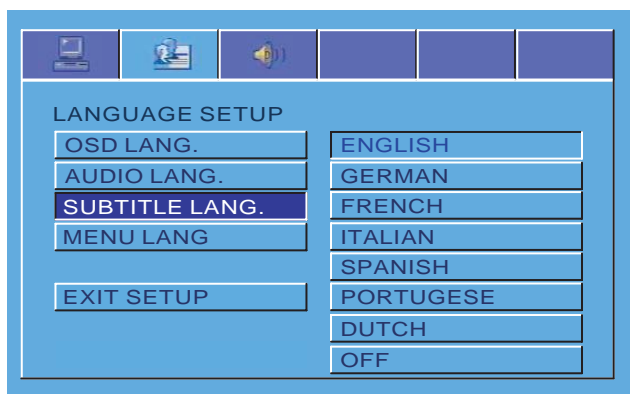 LANGUAGE SETUP
OSD LANG.
AUDIO LANG.
SUBTITLE LANG.
MENU LANG
EXIT SETUP
ENGLISH
GERMAN
FRENCH
ITALIAN
SPANISH
PORTUGESE
DUTCH
OFF